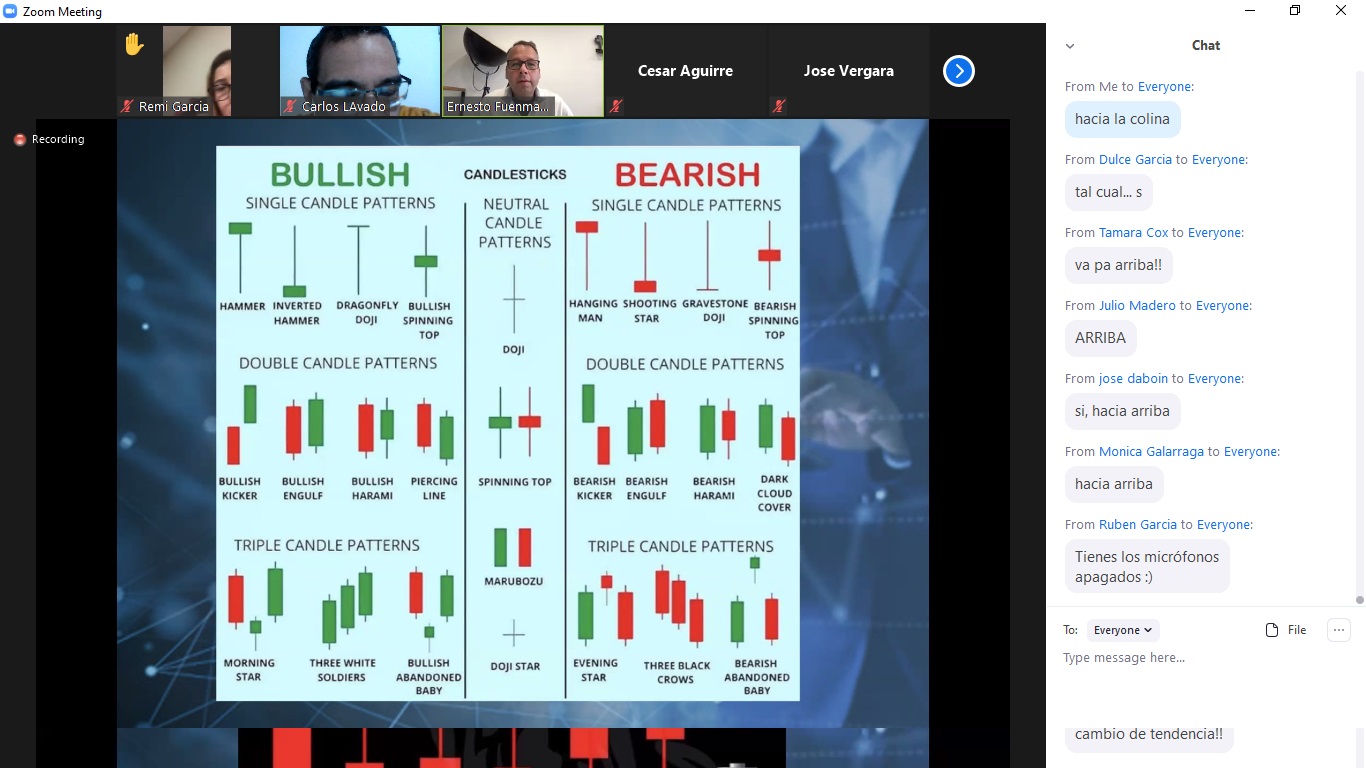 Zoom Meeting
Remi Garcia
Carlos LAvado
Ernesto Fuenma...
Cesar Aguirre
Jose Vergara
Recording
BULLISH
CANDLESTICKS
BEARISH
SINGLE CANDLE PATTERNS
HAMMER
INVERTED
HAMMER
DRAGONFLY
DOJI
BULLISH
SPINNING
TOP
DOUBLE CANDLE PATTERNS
BULLISH
KICKER
BULLISH
ENGULF
BULLISH
HARAMI
PIERCING
LINE
TRIPLE CANDLE PATTERNS
MORNING
STAR
THREE WHITE
SOLDIERS
BULLISH
ABANDONED
BABY
NEUTRAL
CANDLE
PATTERNS
DOJI
SPINNING TOP
MARUBOZU
DOJI STAR
SINGLE CANDLE PATTERNS
HANGING
MAN
SHOOTING
STAR
GRAVESTONE
DOJI
BEARISH
SPINNING
TOP
DOUBLE CANDLE PATTERNS
BEARISH
KICKER
BEARISH
ENGULF
BEARISH
HARAMI
DARK
CLOUD
COVER
TRIPLE CANDLE PATTERNS
EVENING
STAR
THREE BLACK
CROWS
BEARISH
ABANDONED
BABY
Chat
From Me to Everyone:
hacia la colina
From Dulce Garcia to Everyone:
tal cual... s
From Tamara Cox to Everyone:
va pa arriba!!
From Julio Madero to Everyone:
ARRIBA
From jose daboin to Everyone:
si, hacia arriba
From Monica Galarraga to Everyone:
hacia arriba
From Ruben Garcia to Everyone:
Tienes los micrófonos
apagados :)
To: Everyone
File
Type message here...
cambio de tendencia!!